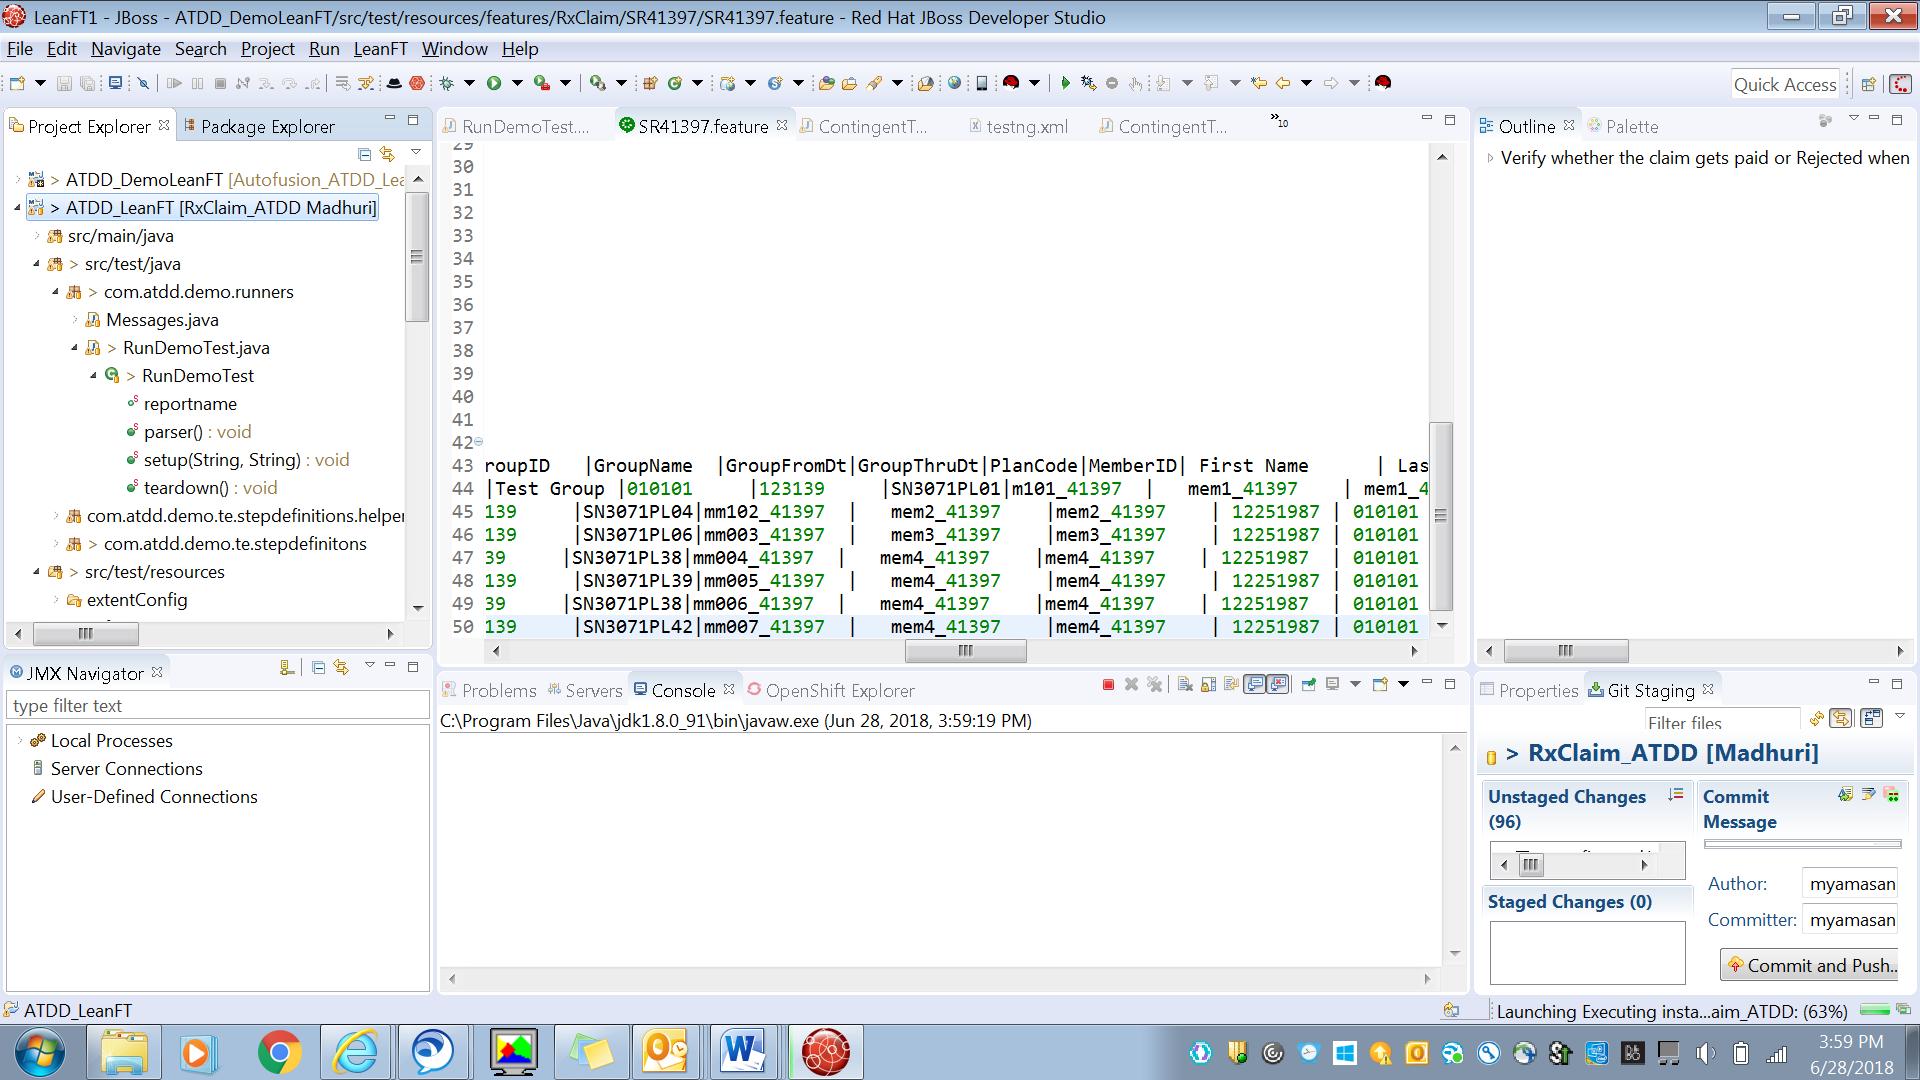 LeanFT1 - JBoss - ATDD_DemoLeanFT/src/test/resources/features/RxClaim/SR41397/SR41397.feature - Red Hat JBoss Developer Studio
File Edit Navigate Search Project Run LeanFT Window Help
Quick Access
Project Explorer Package Explorer
> ATDD_DemoLeanFT [Autofusion_ATDD_Lea
> ATDD_LeanFT [RxClaim_ATDD Madhuri]
src/main/java
> src/test/java
> com.atdd.demo.runners
Messages.java
> RunDemoTest.java
> RunDemoTest
reportname
parser() : void
setup(String, String) : void
teardown() : void
com.atdd.demo.te.stepdefinitions.helper
> com.atdd.demo.te.stepdefinitons
> src/test/resources
extentConfig
RunDemoTest.... SR41397.feature ContingentT... testng.xml ContingentT... »10
29
30
31
32
33
34
35
36
37
38
39
40
41
42
43 roupID |GroupName |GroupFromDt|GroupThruDt|PlanCode|MemberID| First Name | Las
44 |Test Group |010101 |123139 |SN3071PL01|m101_41397 | mem1_41397 | mem1_4
45 139 |SN3071PL04|mm102_41397 | mem2_41397 |mem2_41397 | 12251987 | 010101
46 139 |SN3071PL06|mm003_41397 | mem3_41397 |mem3_41397 | 12251987 | 010101
47 39 |SN3071PL38|mm004_41397 | mem4_41397 |mem4_41397 | 12251987 | 010101
48 139 |SN3071PL39|mm005_41397 | mem4_41397 |mem4_41397 | 12251987 | 010101
49 39 |SN3071PL38|mm006_41397 | mem4_41397 |mem4_41397 | 12251987 | 010101
50 139 |SN3071PL42|mm007_41397 | mem4_41397 |mem4_41397 | 12251987 | 010101
Outline Palette
Verify whether the claim gets paid or Rejected when
JMX Navigator
type filter text
Local Processes
Server Connections
User-Defined Connections
Problems Servers Console OpenShift Explorer
C:\Program Files\Java\jdk1.8.0_91\bin\javaw.exe (Jun 28, 2018, 3:59:19 PM)
Properties Git Staging
Filter files
> RxClaim_ATDD [Madhuri]
Unstaged Changes (96)
Commit Message
Author: myamasan
Staged Changes (0)
Committer: myamasan
Commit and Push..
ATDD_LeanFT
Launching Executing insta...aim_ATDD: (63%)
3:59 PM
6/28/2018